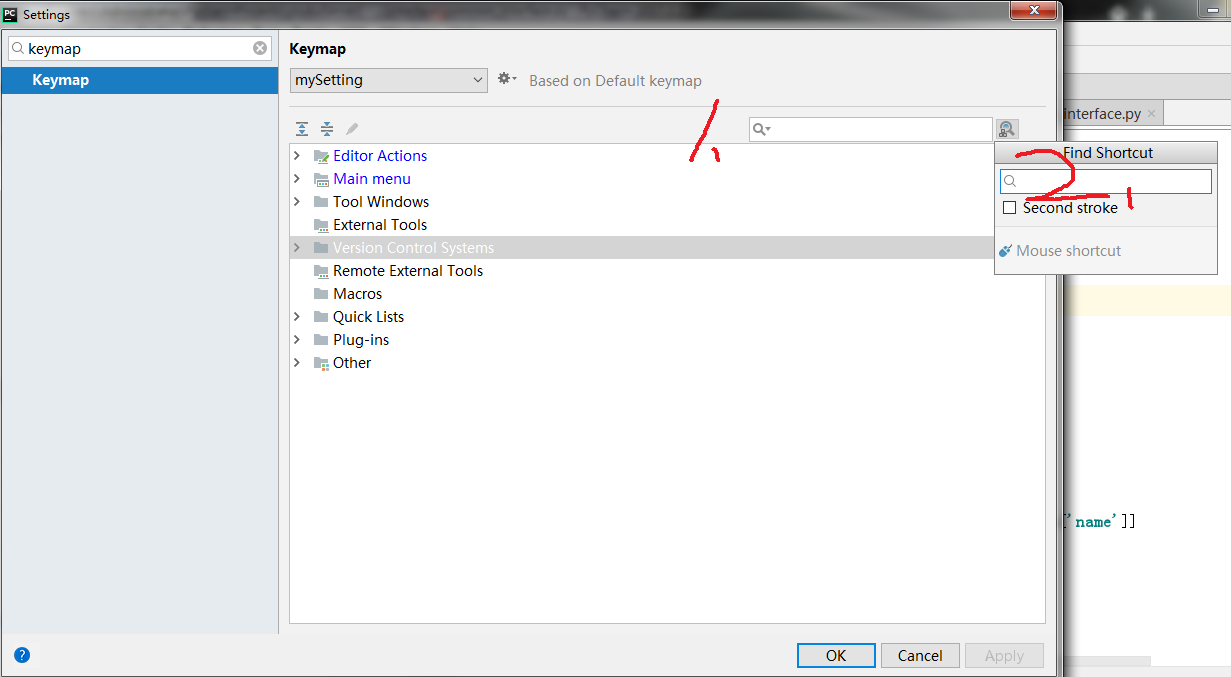 PC Settings
keymap
Keymap
Keymap
mySetting
Based on Default keymap
1,
interface.py
Find Shortcut
2,
Second stroke
Mouse shortcut
Editor Actions
Main menu
Tool Windows
External Tools
Version Control Systems
Remote External Tools
Macros
Quick Lists
Plug-ins
Other
['name']]
?
OK
Cancel
Apply